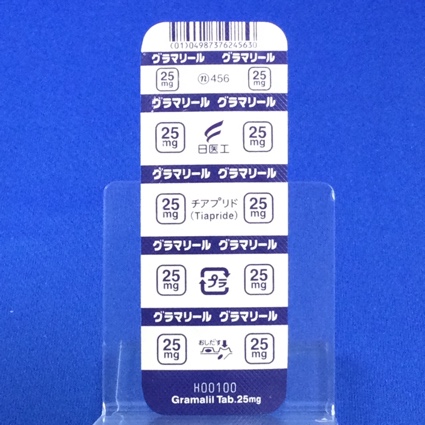 (01)04987376245630
グラマリール グラマリール
25 mg ⓝ456 25 mg
グラマリール グラマリール
25 mg 日医工 25 mg
グラマリール グラマリール
25 mg チアプリド 25 mg
(Tiapride)
グラマリール グラマリール
25 mg プラ 25 mg
グラマリール グラマリール
25 mg おしだす 25 mg
H00100
Gramalil Tab.25mg